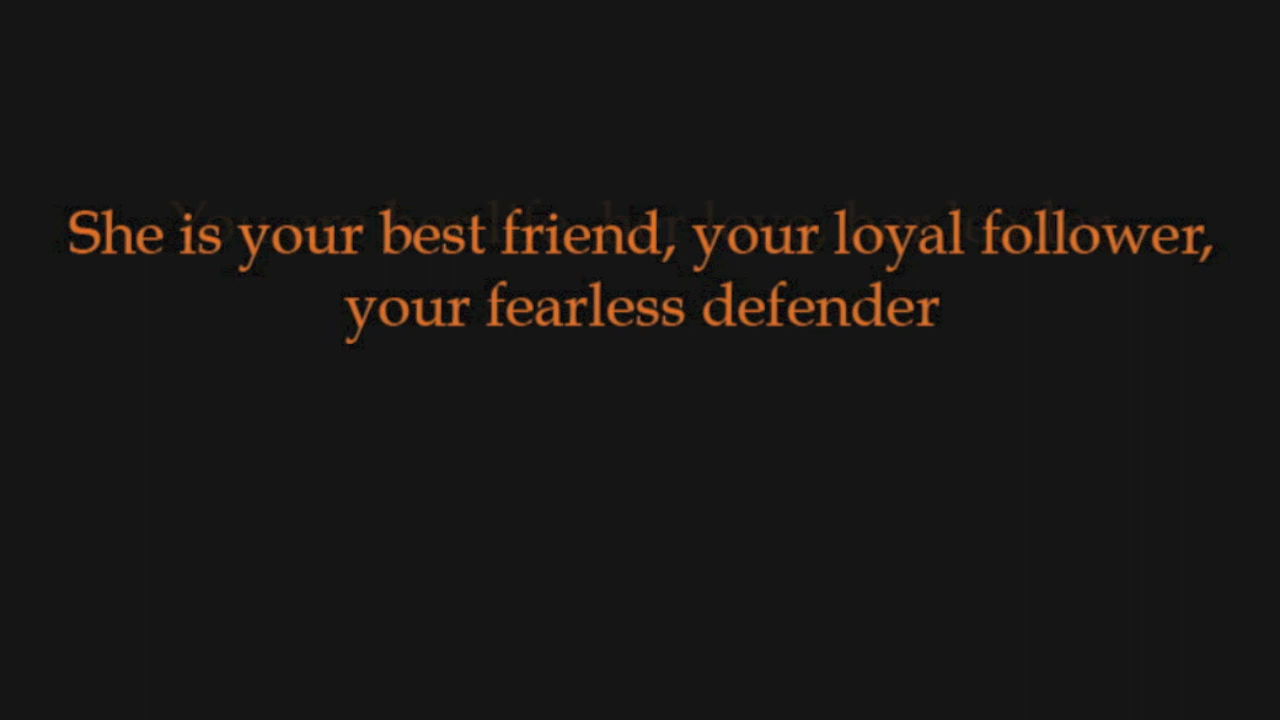 She is your best friend, your loyal follower,
your fearless defender